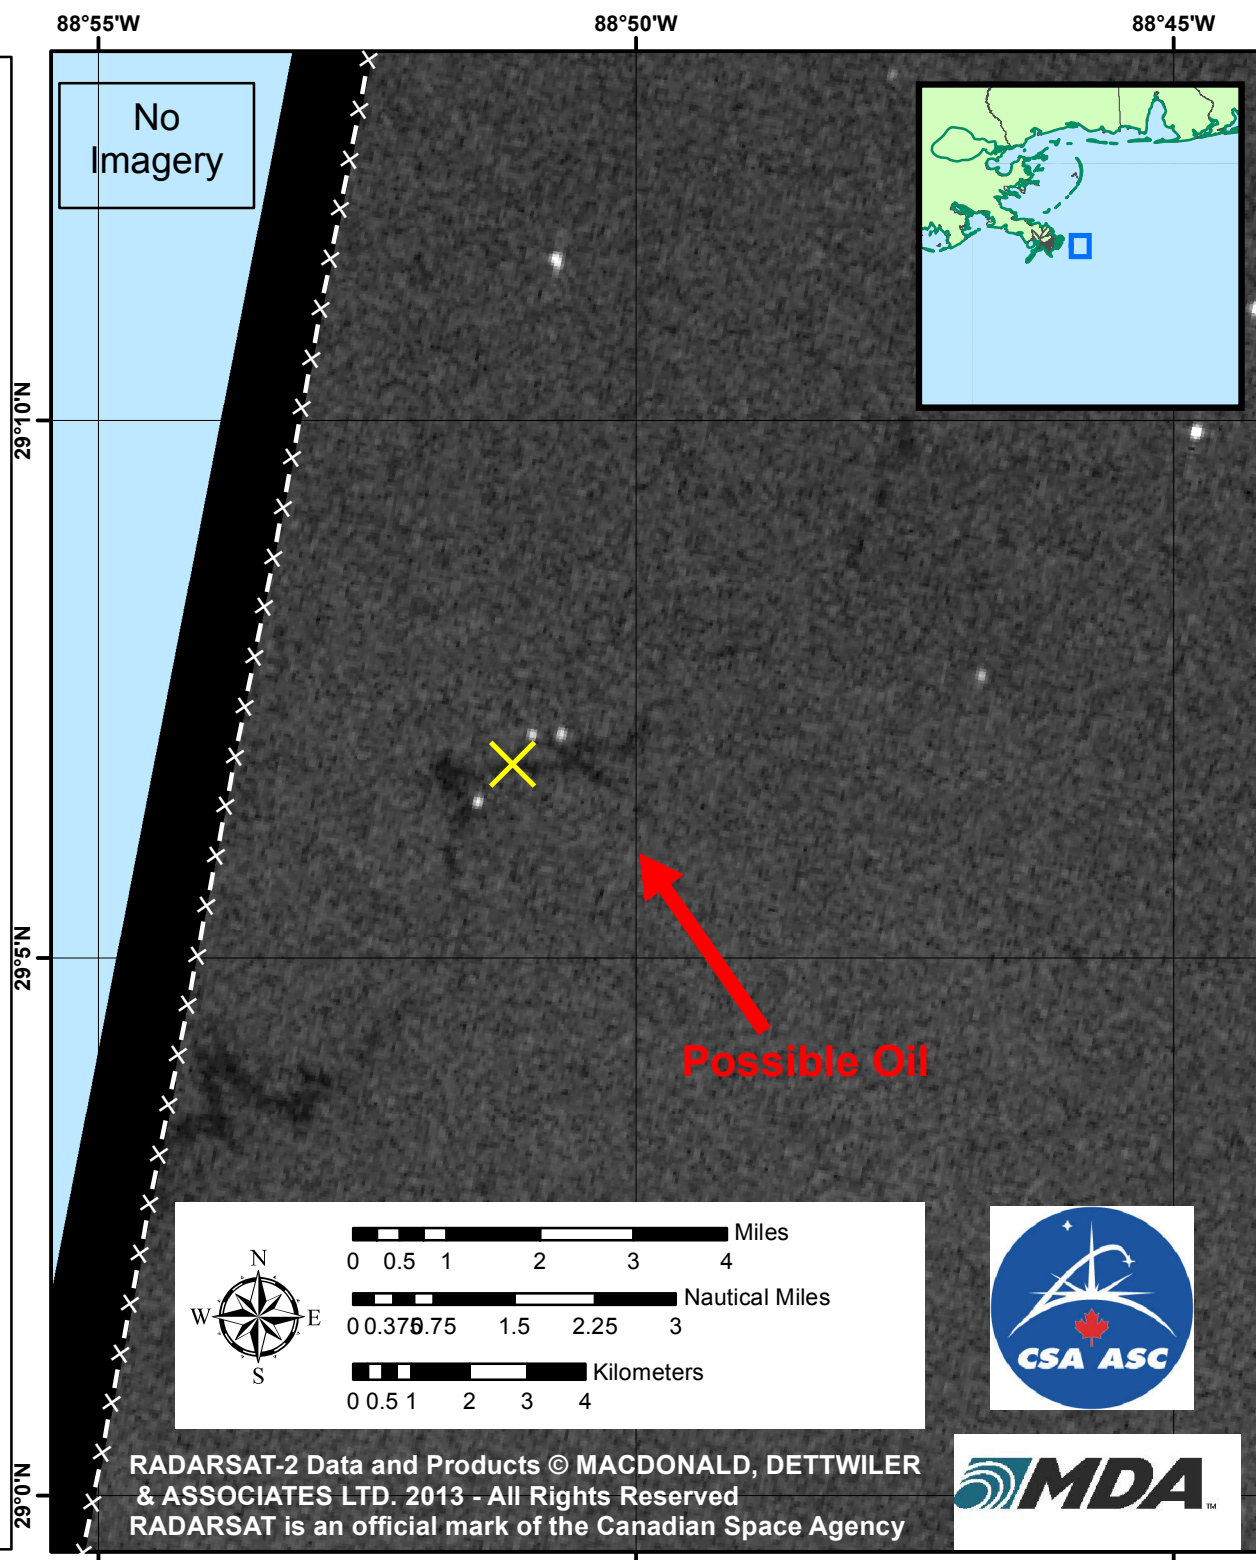 88°55'W
88°50'W
88°45'W
No
Imagery
29°10'N
29°5'N
Possible Oil
N
W E
S
Miles
0 0.5 1 2 3 4
Nautical Miles
0 0.375 0.75 1.5 2.25 3
Kilometers
0 0.5 1 2 3 4
CSA ASC
29°0'N
RADARSAT-2 Data and Products © MACDONALD, DETTWILER
& ASSOCIATES LTD. 2013 - All Rights Reserved
RADARSAT is an official mark of the Canadian Space Agency
MDA™